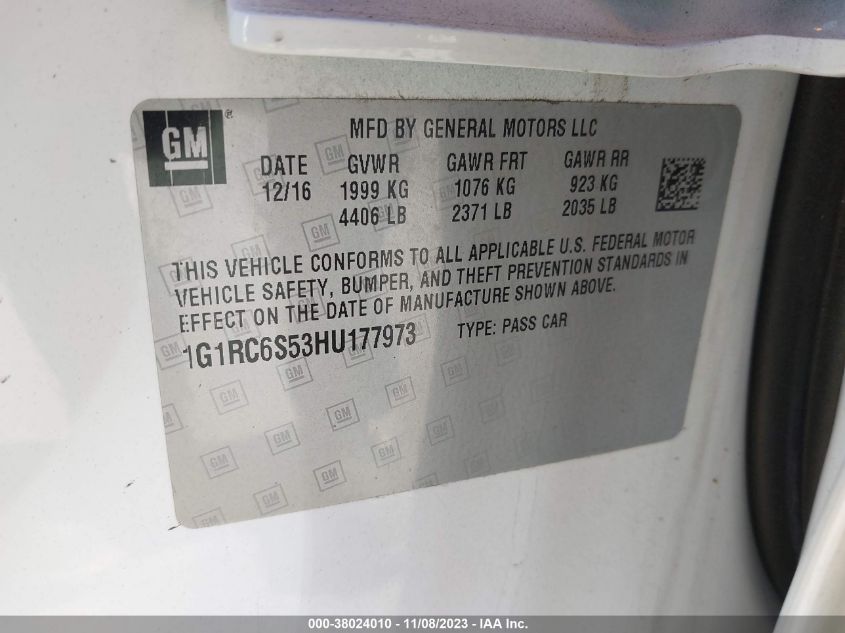 GM ®
MFD BY GENERAL MOTORS LLC
DATE GVWR GAWR FRT GAWR RR
12/16 1999 KG 1076 KG 923 KG
4406 LB 2371 LB 2035 LB
THIS VEHICLE CONFORMS TO ALL APPLICABLE U.S. FEDERAL MOTOR
VEHICLE SAFETY, BUMPER, AND THEFT PREVENTION STANDARDS IN
EFFECT ON THE DATE OF MANUFACTURE SHOWN ABOVE.
1G1RC6S53HU177973 TYPE: PASS CAR
000-38024010 - 11/08/2023 - IAA Inc.